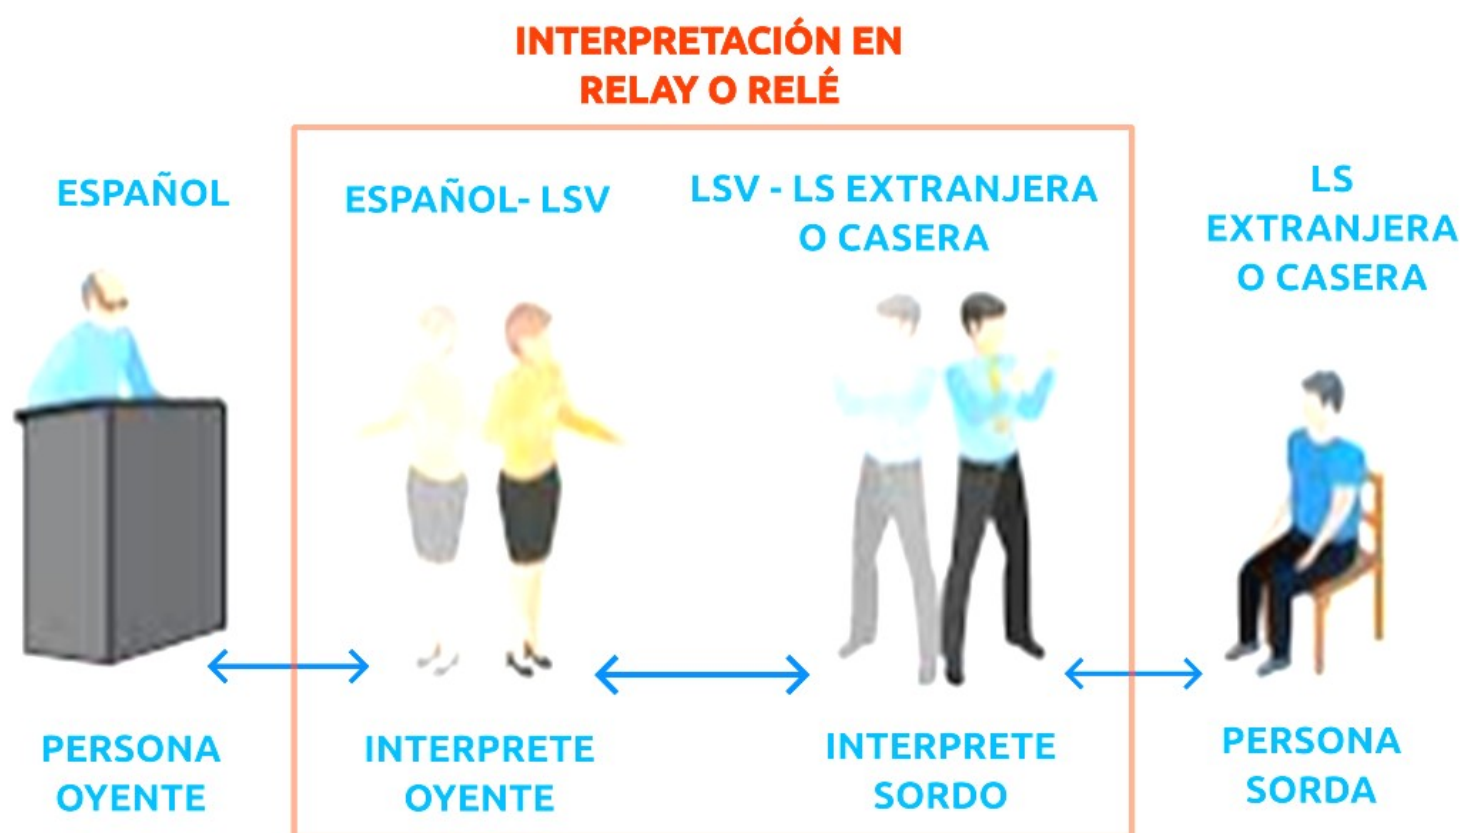 INTERPRETACIÓN EN
RELAY O RELÉ
ESPAÑOL
ESPAÑOL- LSV
LSV - LS EXTRANJERA
O CASERA
LS
EXTRANJERA
O CASERA
PERSONA
OYENTE
INTERPRETE
OYENTE
INTERPRETE
SORDO
PERSONA
SORDA